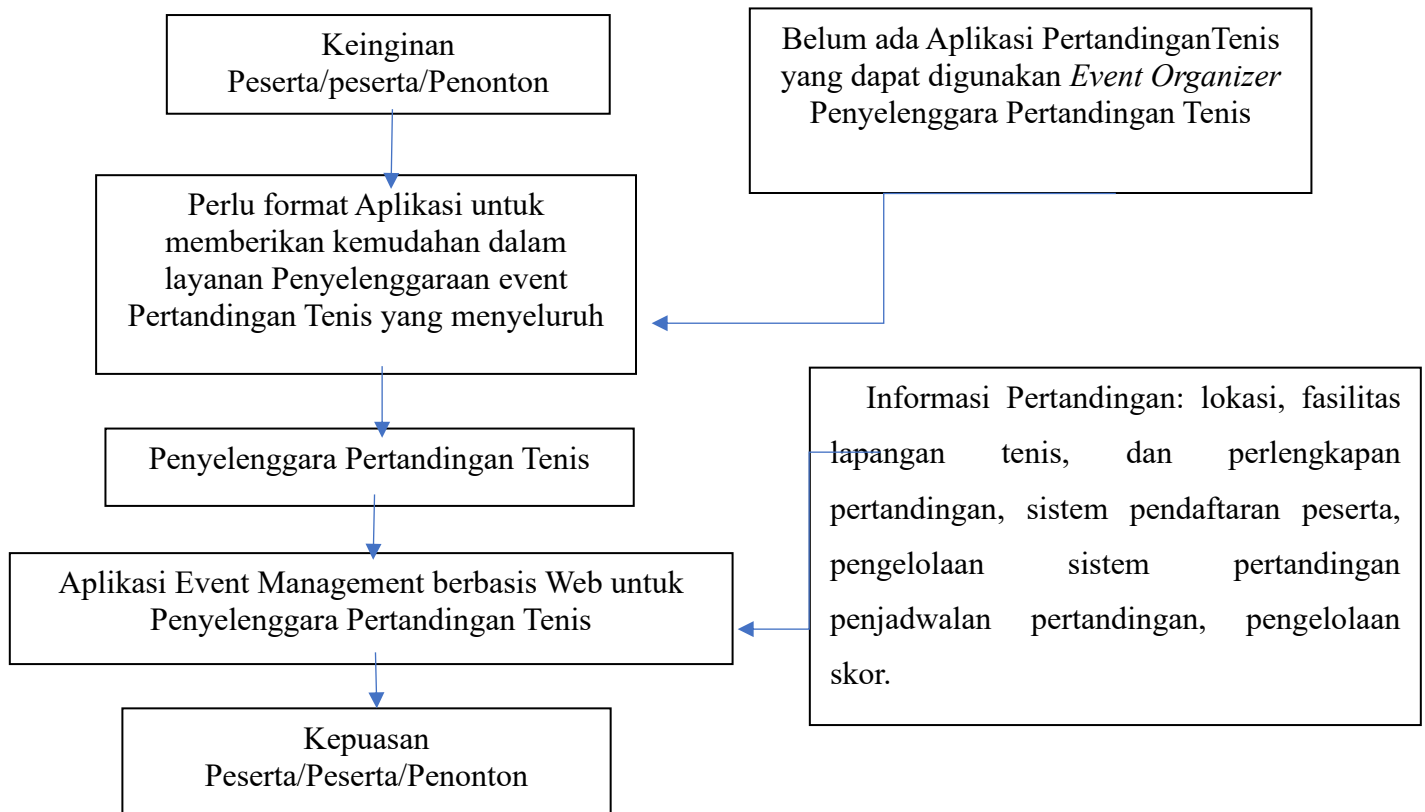 Keinginan
Peserta/peserta/Penonton
Belum ada Aplikasi PertandinganTenis
yang dapat digunakan Event Organizer
Penyelenggara Pertandingan Tenis
Perlu format Aplikasi untuk
memberikan kemudahan dalam
layanan Penyelenggaraan event
Pertandingan Tenis yang menyeluruh
Informasi Pertandingan: lokasi, fasilitas
lapangan tenis, dan perlengkapan
pertandingan, sistem pendaftaran peserta,
pengelolaan sistem pertandingan
penjadwalan pertandingan, pengelolaan
skor.
Penyelenggara Pertandingan Tenis
Aplikasi Event Management berbasis Web untuk
Penyelenggara Pertandingan Tenis
Kepuasan
Peserta/Peserta/Penonton